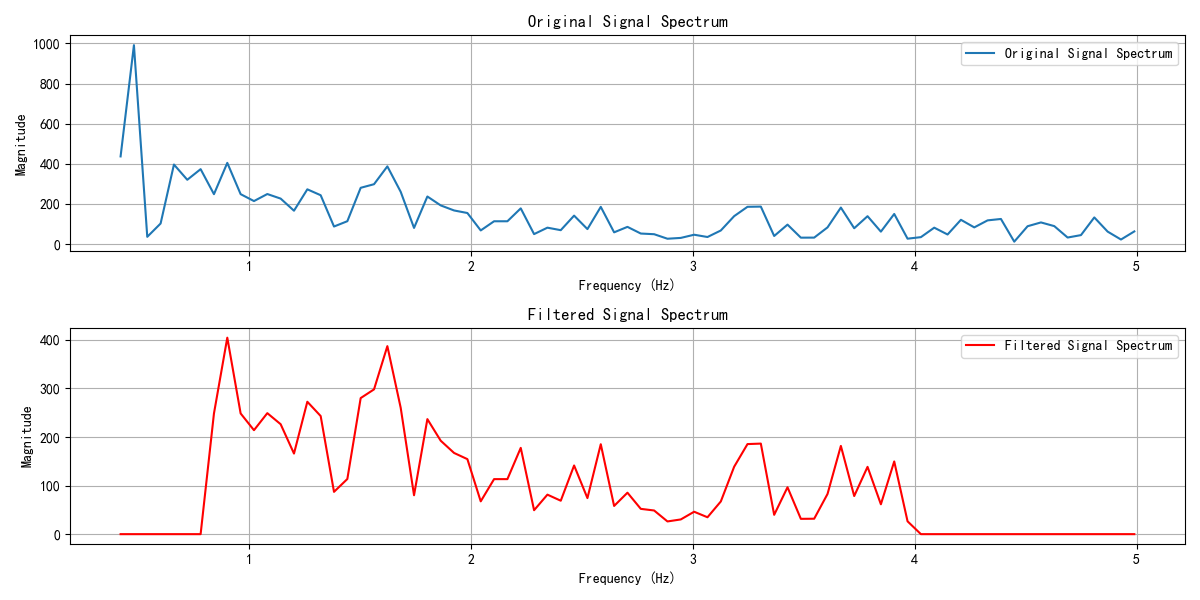 Original Signal Spectrum
Original Signal Spectrum
Magnitude
1000
800
600
400
200
0
1 2 3 4 5
Frequency (Hz)
Filtered Signal Spectrum
Filtered Signal Spectrum
Magnitude
400
300
200
100
0
1 2 3 4 5
Frequency (Hz)